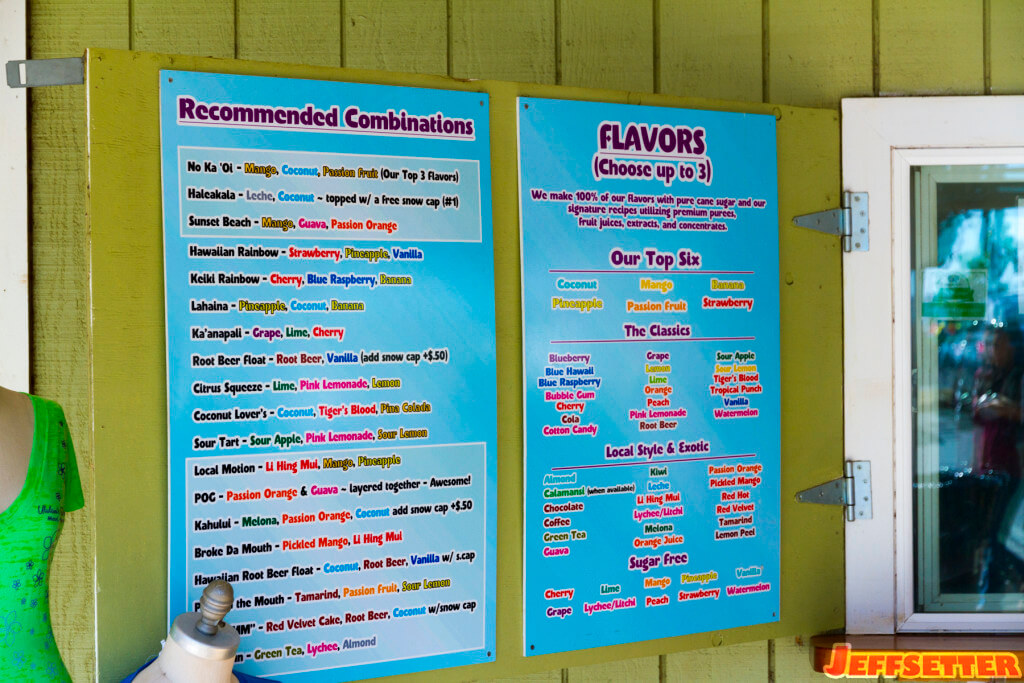 Recommended Combinations
No Ka 'Oi - Mango, Coconut, Passion Fruit (Our Top 3 Flavors)
Haleakala - Leche, Coconut ~ topped w/ a free snow cap (#1)
Sunset Beach - Mango, Guava, Passion Orange
Hawaiian Rainbow - Strawberry, Pineapple, Vanilla
Keiki Rainbow - Cherry, Blue Raspberry, Banana
Lahaina - Pineapple, Coconut, Banana
Ka'anapali - Grape, Lime, Cherry
Root Beer Float - Root Beer, Vanilla (add snow cap +$.50)
Citrus Squeeze - Lime, Pink Lemonade, Lemon
Coconut Lover's - Coconut, Tiger's Blood, Pina Colada
Sour Tart - Sour Apple, Pink Lemonade, Sour Lemon
Local Motion - Li Hing Mui, Mango, Pineapple
POG - Passion Orange & Guava ~ layered together - Awesome!
Kahului - Melona, Passion Orange, Coconut add snow cap +$.50
Broke Da Mouth - Pickled Mango, Li Hing Mui
Hawaiian Root Beer Float - Coconut, Root Beer, Vanilla w/ s.cap
the Mouth - Tamarind, Passion Fruit, Sour Lemon
- Red Velvet Cake, Root Beer, Coconut w/snow cap
- Green Tea, Lychee, Almond
FLAVORS
(Choose up to 3)
We make 100% of our flavors with pure cane sugar and our
signature recipes utilizing premium purees,
fruit juices, extracts, and concentrates.
Our Top Six
Coconut Mango Banana
Pineapple Passion Fruit Strawberry
The Classics
Blueberry Grape Sour Apple
Blue Hawaii Lemon Sour Lemon
Blue Raspberry Lime Tiger's Blood
Bubble Gum Orange Tropical Punch
Cherry Peach Vanilla
Cola Pink Lemonade Watermelon
Cotton Candy Root Beer
Local Style & Exotic
Almond Kiwi Passion Orange
Calamansi (when available) Leche Pickled Mango
Chocolate Li Hing Mui Red Hot
Coffee Lychee/Litchi Red Velvet
Green Tea Melona Tamarind
Guava Orange Juice Lemon Peel
Sugar Free
Cherry Lime Mango Pineapple Vanilla
Grape Lychee/Litchi Peach Strawberry Watermelon
JEFFSETTER